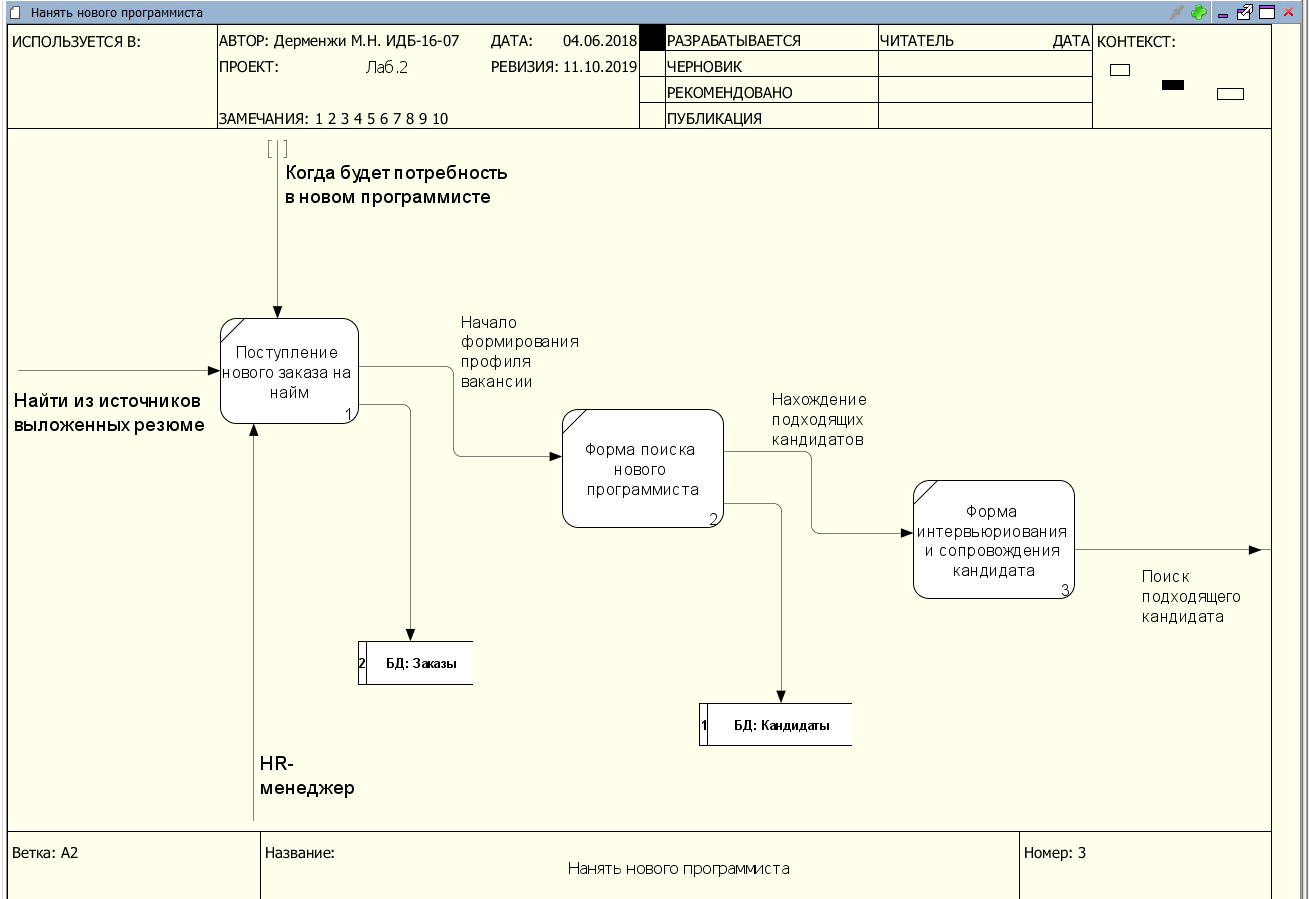 Нанять нового программиста
ИСПОЛЬЗУЕТСЯ В:
АВТОР: Дерменжи М.Н. ИДБ-16-07
ДАТА: 04.06.2018
РАЗРАБАТЫВАЕТСЯ
ЧИТАТЕЛЬ
ДАТА
КОНТЕКСТ:
ПРОЕКТ: Лаб.2
РЕВИЗИЯ: 11.10.2019
ЧЕРНОВИК
РЕКОМЕНДОВАНО
ЗАМЕЧАНИЯ: 1 2 3 4 5 6 7 8 9 10
ПУБЛИКАЦИЯ
Когда будет потребность
в новом программисте
Поступление
нового заказа на
найм
1
Найти из источников
выложенных резюме
Начало
формирования
профиля
вакансии
Форма поиска
нового
программиста
2
Нахождение
подходящих
кандидатов
Форма
интервьюриования
и сопровождения
кандидата
3
Поиск
подходящего
кандидата
2 БД: Заказы
1 БД: Кандидаты
HR-
менеджер
Ветка: A2
Название:
Нанять нового программиста
Номер: 3